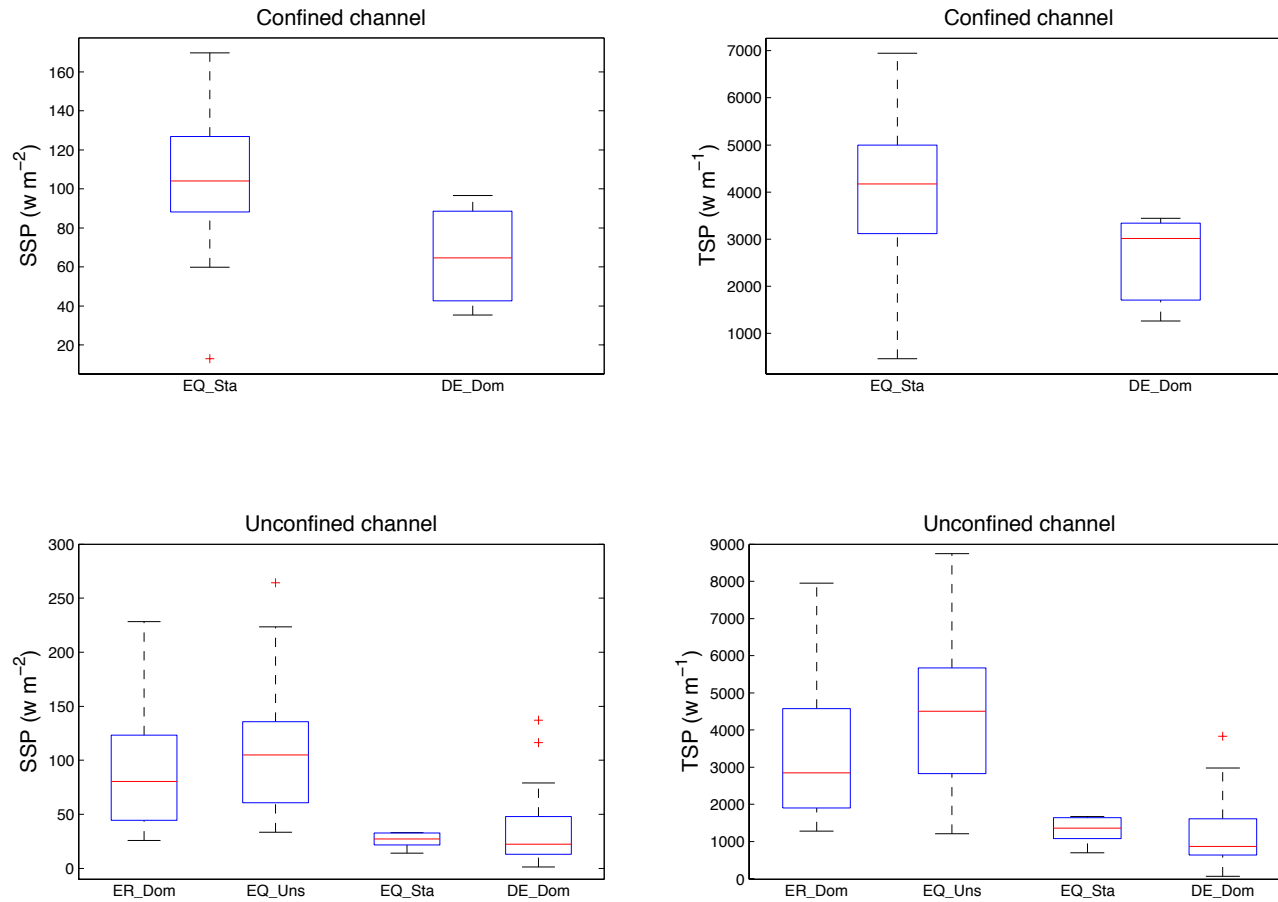 Confined channel
SSP (w m−2)
160
140
120
100
80
60
40
20
EQ_Sta DE_Dom
Confined channel
TSP (w m−1)
7000
6000
5000
4000
3000
2000
1000
EQ_Sta DE_Dom
Unconfined channel
SSP (w m−2)
300
250
200
150
100
50
0
ER_Dom EQ_Uns EQ_Sta DE_Dom
Unconfined channel
TSP (w m−1)
9000
8000
7000
6000
5000
4000
3000
2000
1000
0
ER_Dom EQ_Uns EQ_Sta DE_Dom